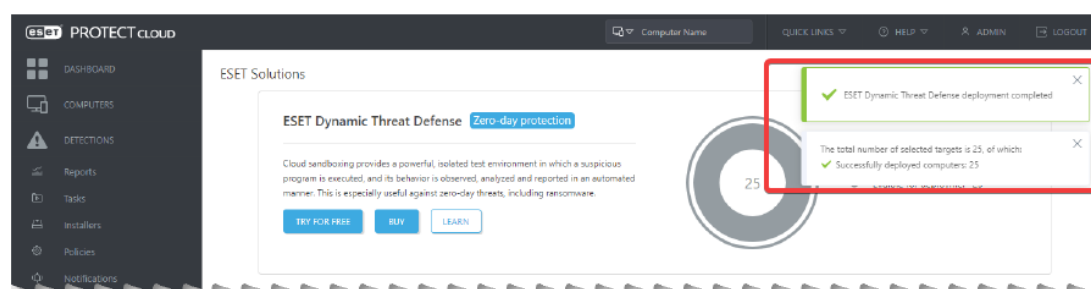 eset PROTECT CLOUD
Computer Name
QUICK LINKS
HELP
ADMIN
LOGOUT
DASHBOARD
COMPUTERS
DETECTIONS
Reports
Tasks
Installers
Policies
Notifications
ESET Solutions
ESET Dynamic Threat Defense Zero-day protection
Cloud sandboxing provides a powerful, isolated test environment in which a suspicious
program is executed, and its behavior is observed, analyzed and reported in an automated
manner. This is especially useful against zero-day threats, including ransomware.
TRY FOR FREE
BUY
LEARN
25
ESET Dynamic Threat Defense deployment completed
The total number of selected targets is 25, of which:
Successfully deployed computers: 25